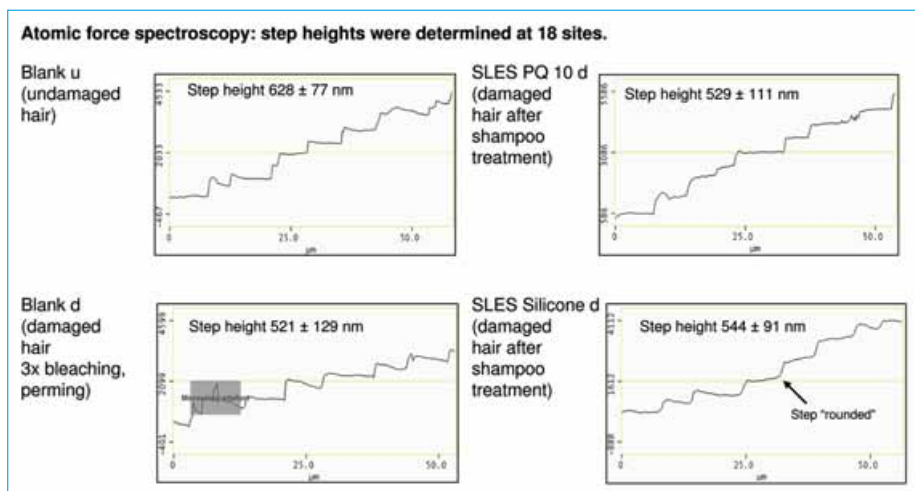 Atomic force spectroscopy: step heights were determined at 18 sites.
Blank u
(undamaged
hair)
Step height 628 ± 77 nm
4533
2033
-467
0
25.0
50.0
µm
SLES PQ 10 d
(damaged
hair after
shampoo
treatment)
Step height 529 ± 111 nm
5586
3086
586
0
25.0
50.0
µm
Blank d
(damaged
hair
3x bleaching,
perming)
Step height 521 ± 129 nm
4599
2099
-401
0
25.0
50.0
µm
SLES Silicone d
(damaged
hair after
shampoo
treatment)
Step height 544 ± 91 nm
4112
1612
-888
Step "rounded"
0
25.0
50.0
µm